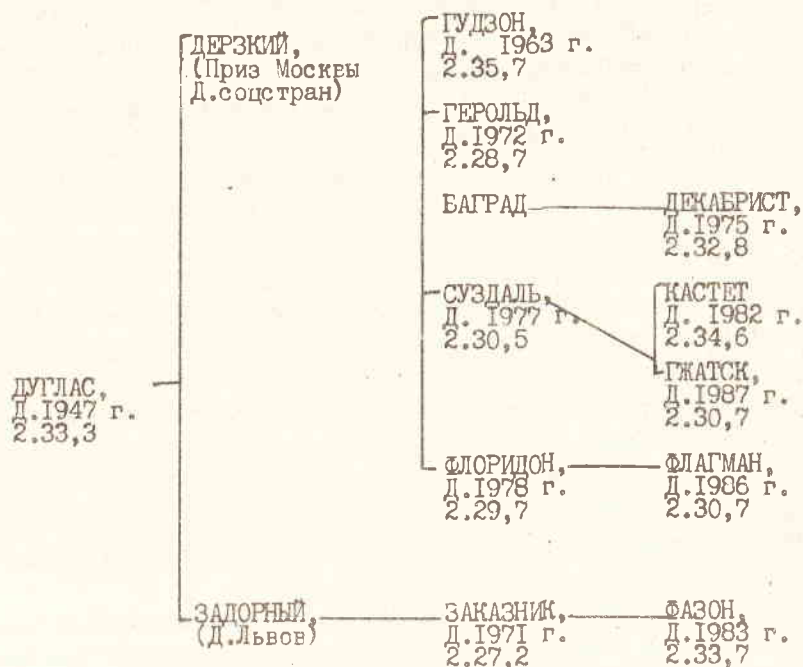 ДУГЛАС,
Д.1947 г.
2.33,3
ДЕРЗКИЙ,
(Приз Москвы
Д.соцстран)
ГУДЗОН,
Д. 1963 г.
2.35,7
ГЕРОЛЬД,
Д.1972 г.
2.28,7
БАГРАД
ДЕКАБРИСТ,
Д.1975 г.
2.32,8
СУЗДАЛЬ,
Д. 1977 г.
2.30,5
КАСТЕТ
Д. 1982 г.
2.34,6
ГЖАТСК,
Д.1987 г.
2.30,7
ФЛОРИДОН,
Д.1978 г.
2.29,7
ФЛАГМАН,
Д.1986 г.
2.30,7
ЗАДОРНЫЙ,
(Д.Львов)
ЗАКАЗНИК,
Д.1971 г.
2.27,2
ФАЗОН,
Д.1983 г.
2.33,7